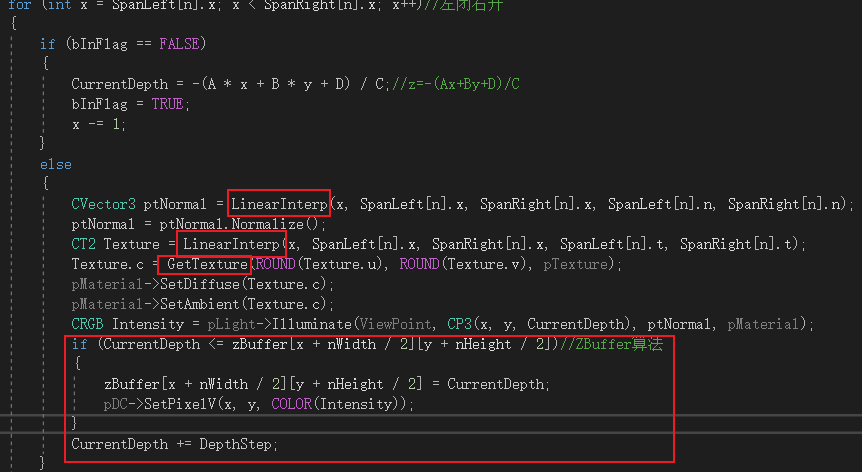 for (int x = SpanLeft[n].x; x < SpanRight[n].x; x++)//左闭右开
{
if (bInFlag == FALSE)
{
CurrentDepth = -(A * x + B * y + D) / C;//z=-(Ax+By+D)/C
bInFlag = TRUE;
x -= 1;
}
else
{
CVector3 ptNormal = LinearInterp(x, SpanLeft[n].x, SpanRight[n].x, SpanLeft[n].n, SpanRight[n].n);
ptNormal = ptNormal.Normalize();
CT2 Texture = LinearInterp(x, SpanLeft[n].x, SpanRight[n].x, SpanLeft[n].t, SpanRight[n].t);
Texture.c = GetTexture(ROUND(Texture.u), ROUND(Texture.v), pTexture);
pMaterial->SetDiffuse(Texture.c);
pMaterial->SetAmbient(Texture.c);
CRGB Intensity = pLight->Illuminate(ViewPoint, CP3(x, y, CurrentDepth), ptNormal, pMaterial);
if (CurrentDepth <= zBuffer[x + nWidth / 2][y + nHeight / 2])//ZBuffer算法
{
zBuffer[x + nWidth / 2][y + nHeight / 2] = CurrentDepth;
pDC->SetPixelV(x, y, COLOR(Intensity));
}
CurrentDepth += DepthStep;
}